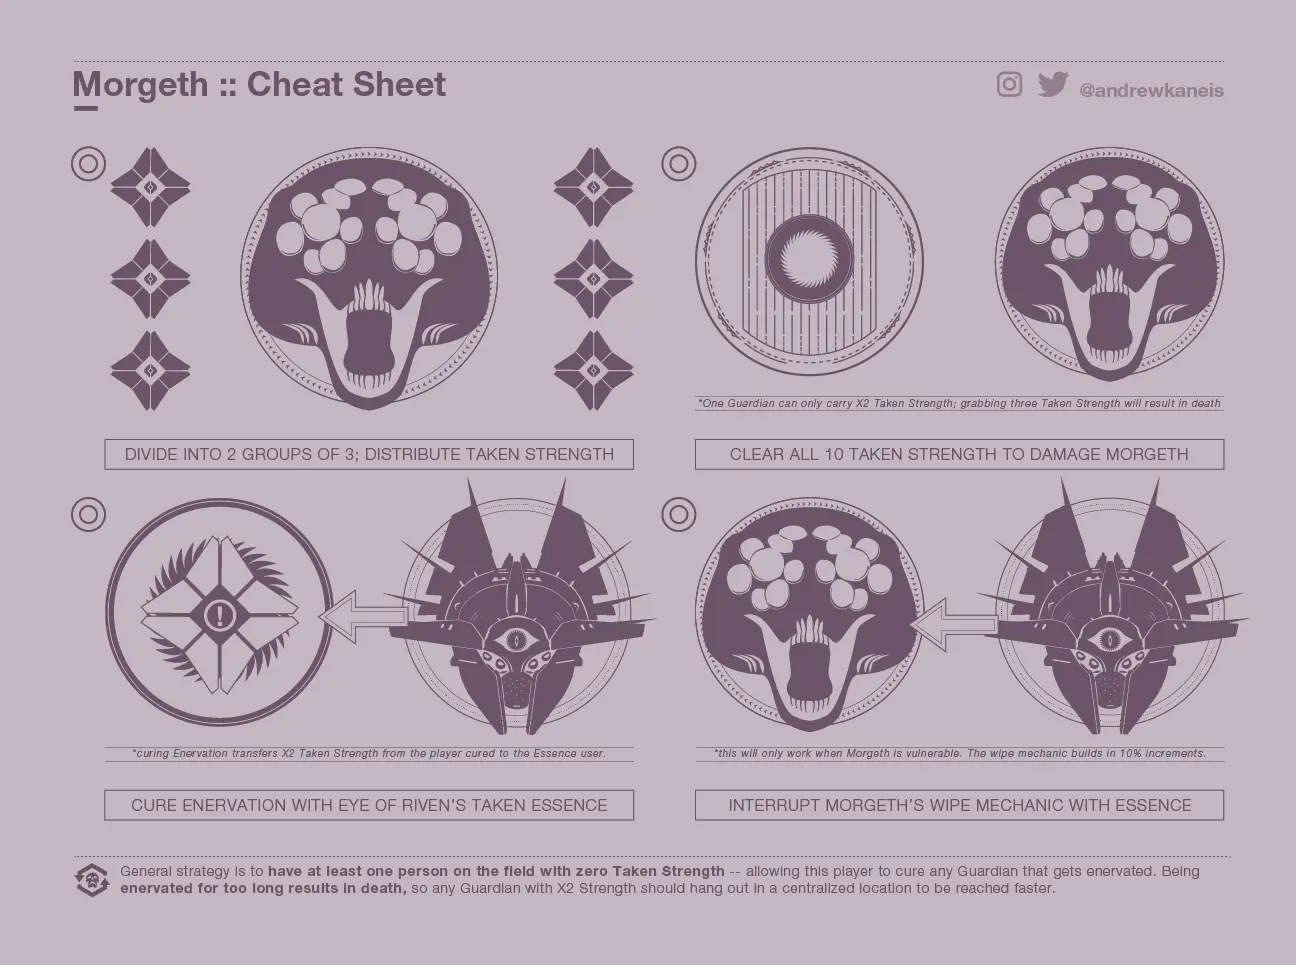 Morgeth :: Cheat Sheet
@andrewkaneis
*One Guardian can only carry X2 Taken Strength; grabbing three Taken Strength will result in death
DIVIDE INTO 2 GROUPS OF 3; DISTRIBUTE TAKEN STRENGTH
CLEAR ALL 10 TAKEN STRENGTH TO DAMAGE MORGETH
*curing Enervation transfers X2 Taken Strength from the player cured to the Essence user.
*this will only work when Morgeth is vulnerable. The wipe mechanic builds in 10% increments.
CURE ENERVATION WITH EYE OF RIVEN'S TAKEN ESSENCE
INTERRUPT MORGETH'S WIPE MECHANIC WITH ESSENCE
General strategy is to have at least one person on the field with zero Taken Strength -- allowing this player to cure any Guardian that gets enervated. Being
enervated for too long results in death, so any Guardian with X2 Strength should hang out in a centralized location to be reached faster.